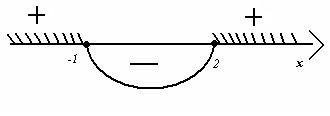 + +
−
-1 2 x